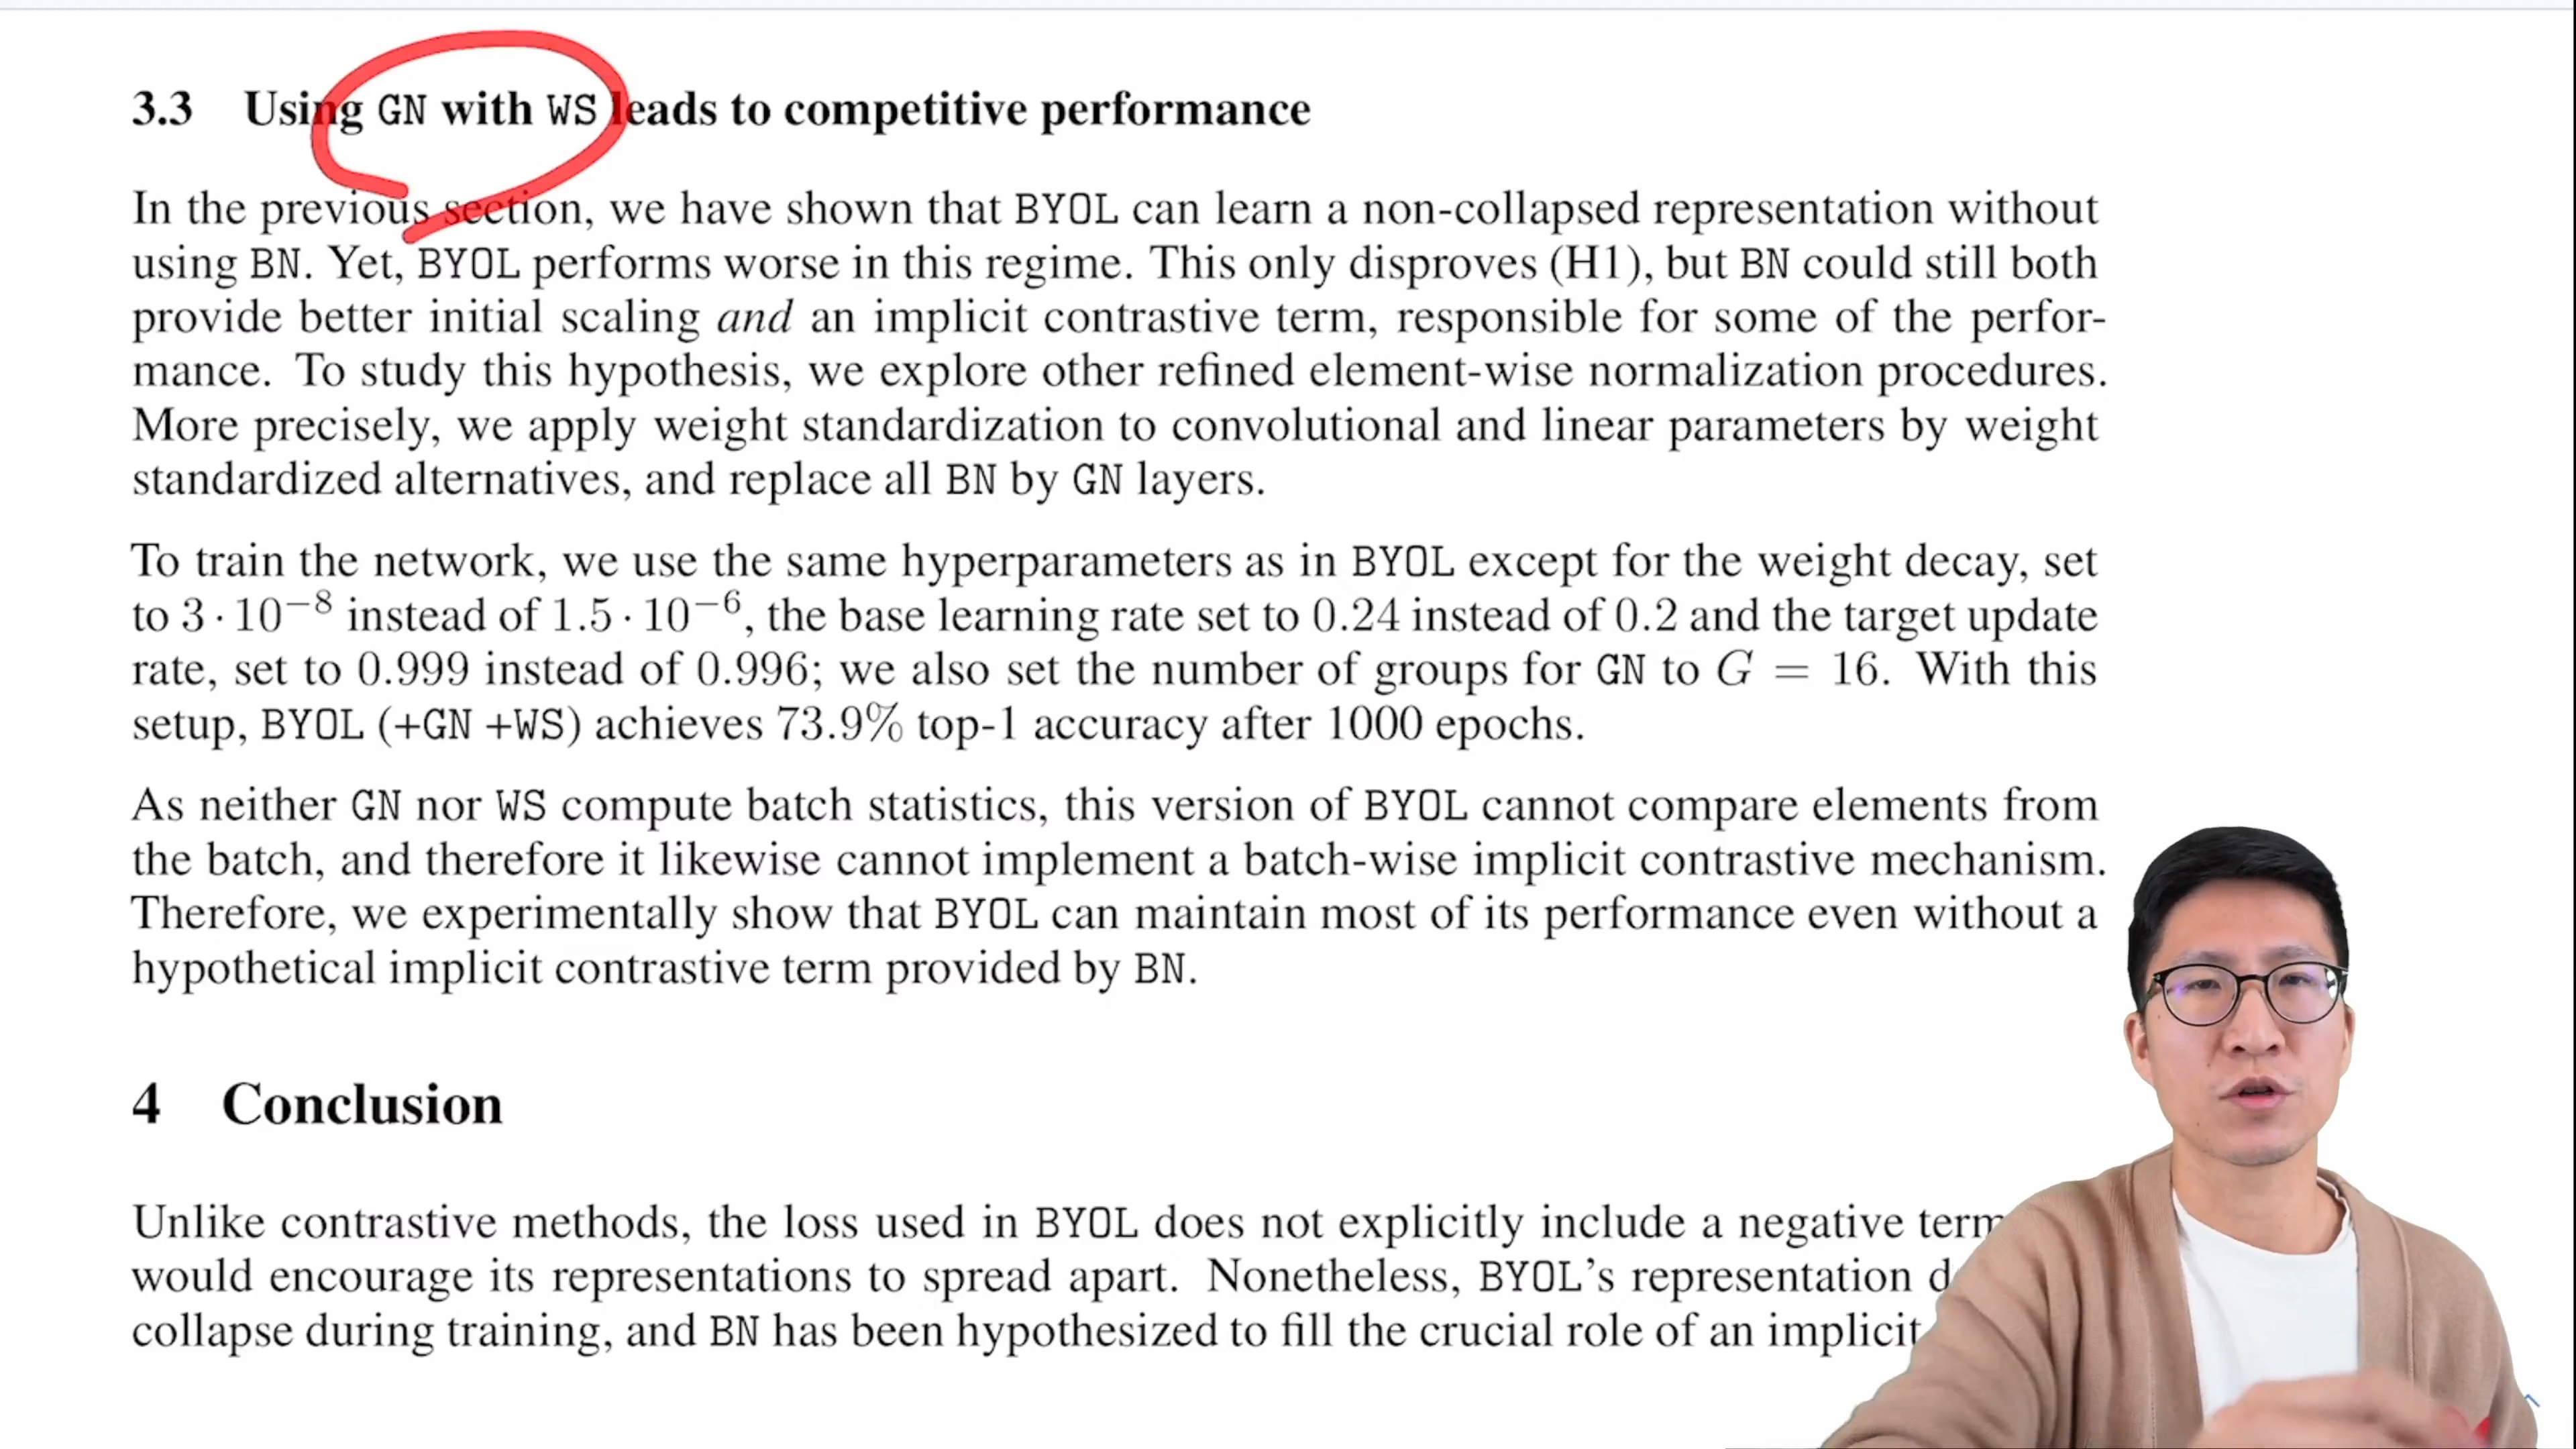 3.3 Using GN with WS leads to competitive performance
In the previous section, we have shown that BYOL can learn a non-collapsed representation without
using BN. Yet, BYOL performs worse in this regime. This only disproves (H1), but BN could still both
provide better initial scaling and an implicit contrastive term, responsible for some of the perfor-
mance. To study this hypothesis, we explore other refined element-wise normalization procedures.
More precisely, we apply weight standardization to convolutional and linear parameters by weight
standardized alternatives, and replace all BN by GN layers.
To train the network, we use the same hyperparameters as in BYOL except for the weight decay, set
to 3 · 10⁻⁸ instead of 1.5 · 10⁻⁶, the base learning rate set to 0.24 instead of 0.2 and the target update
rate, set to 0.999 instead of 0.996; we also set the number of groups for GN to G = 16. With this
setup, BYOL (+GN +WS) achieves 73.9% top-1 accuracy after 1000 epochs.
As neither GN nor WS compute batch statistics, this version of BYOL cannot compare elements from
the batch, and therefore it likewise cannot implement a batch-wise implicit contrastive mechanism.
Therefore, we experimentally show that BYOL can maintain most of its performance even without a
hypothetical implicit contrastive term provided by BN.
4 Conclusion
Unlike contrastive methods, the loss used in BYOL does not explicitly include a negative term
would encourage its representations to spread apart. Nonetheless, BYOL's representation
collapse during training, and BN has been hypothesized to fill the crucial role of an implicit